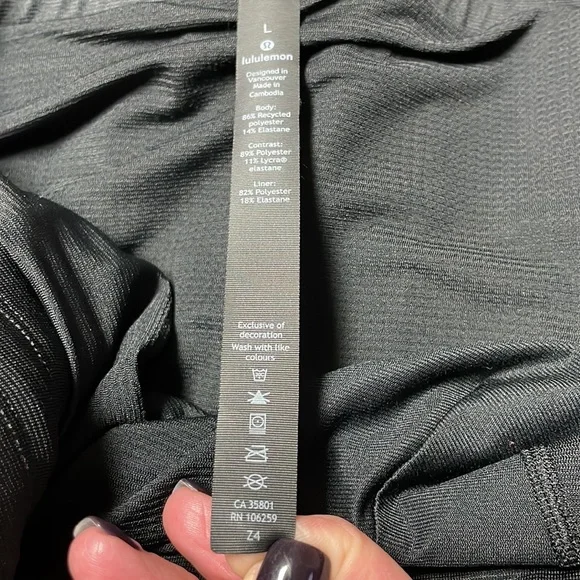 L
lululemon
Designed in
Vancouver
Made in
Cambodia
Body:
86% Recycled
polyester
14% Elastane
Contrast:
89% Polyester
11% Lycra®
elastane
Liner:
82% Polyester
18% Elastane
Exclusive of
decoration
Wash with like
colours
CA 35801
RN 106259
Z4